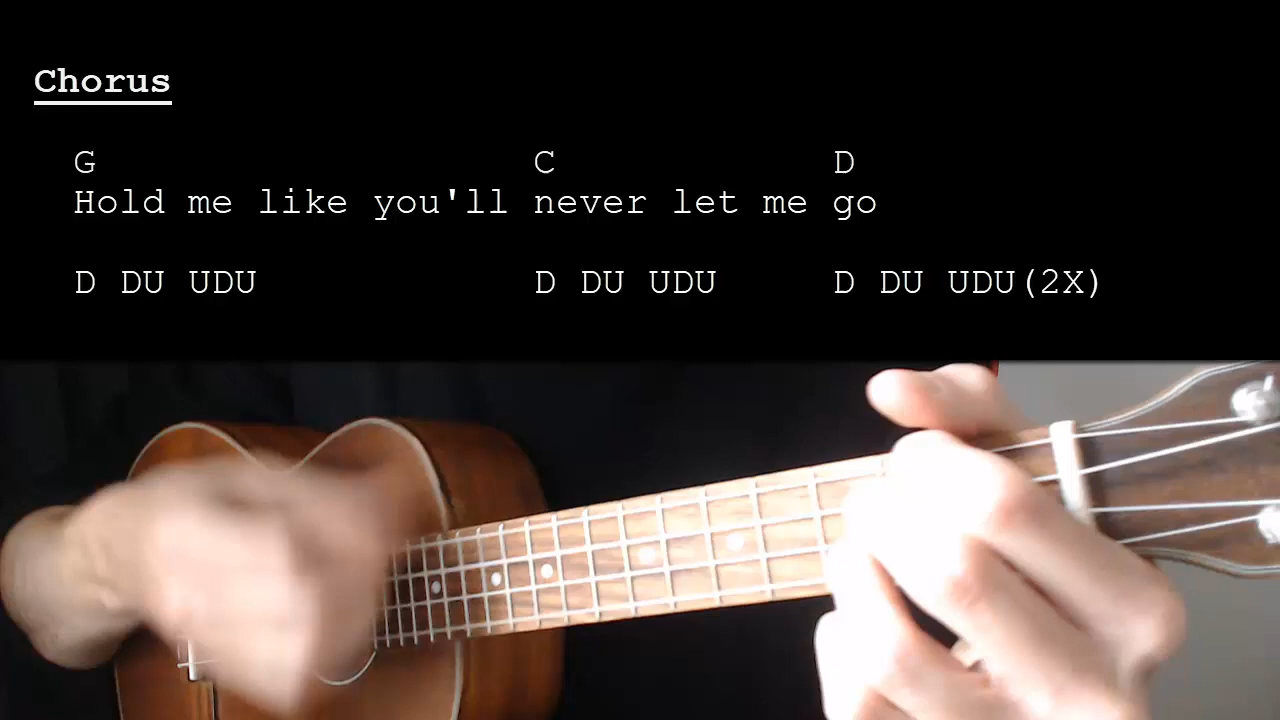 Chorus
G C D
Hold me like you'll never let me go
D DU UDU D DU UDU D DU UDU(2X)